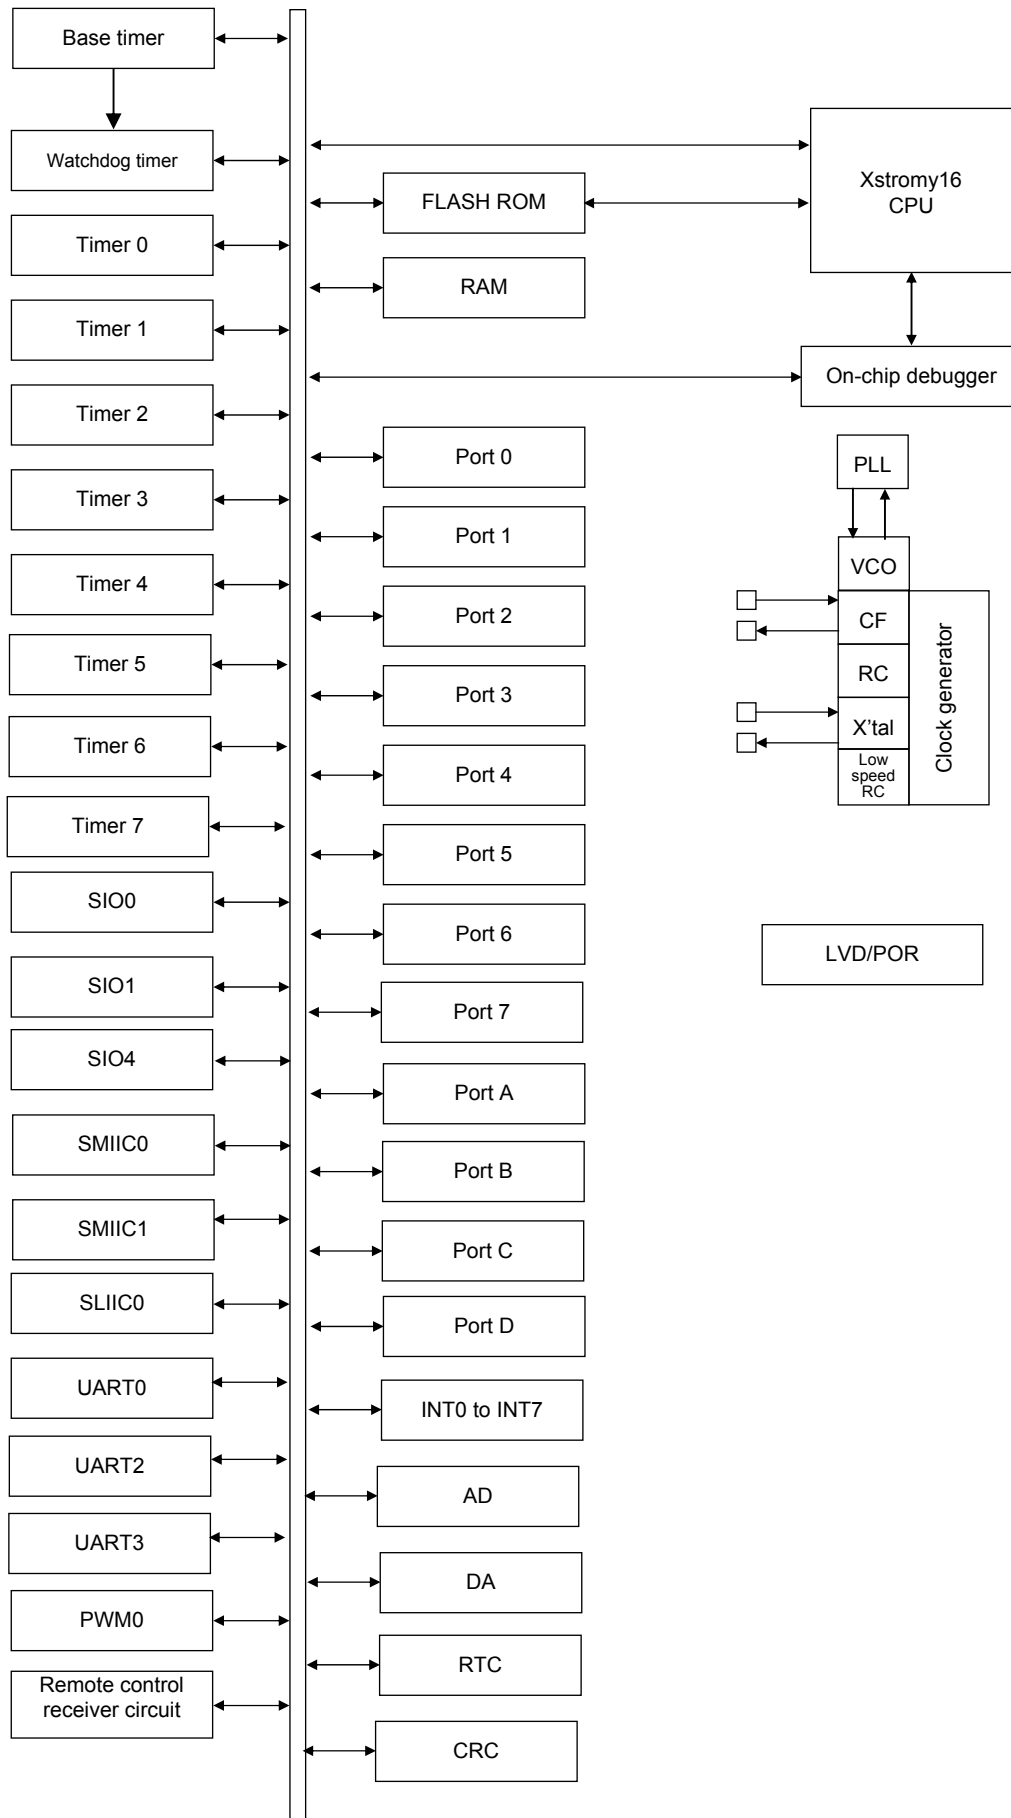 Base timer
Watchdog timer
Timer 0
Timer 1
Timer 2
Timer 3
Timer 4
Timer 5
Timer 6
Timer 7
SIO0
SIO1
SIO4
SMIIC0
SMIIC1
SLIIC0
UART0
UART2
UART3
PWM0
Remote control
receiver circuit
FLASH ROM
RAM
Port 0
Port 1
Port 2
Port 3
Port 4
Port 5
Port 6
Port 7
Port A
Port B
Port C
Port D
INT0 to INT7
AD
DA
RTC
CRC
Xstromy16
CPU
On-chip debugger
PLL
VCO
CF
RC
X'tal
Low
speed
RC
Clock generator
LVD/POR